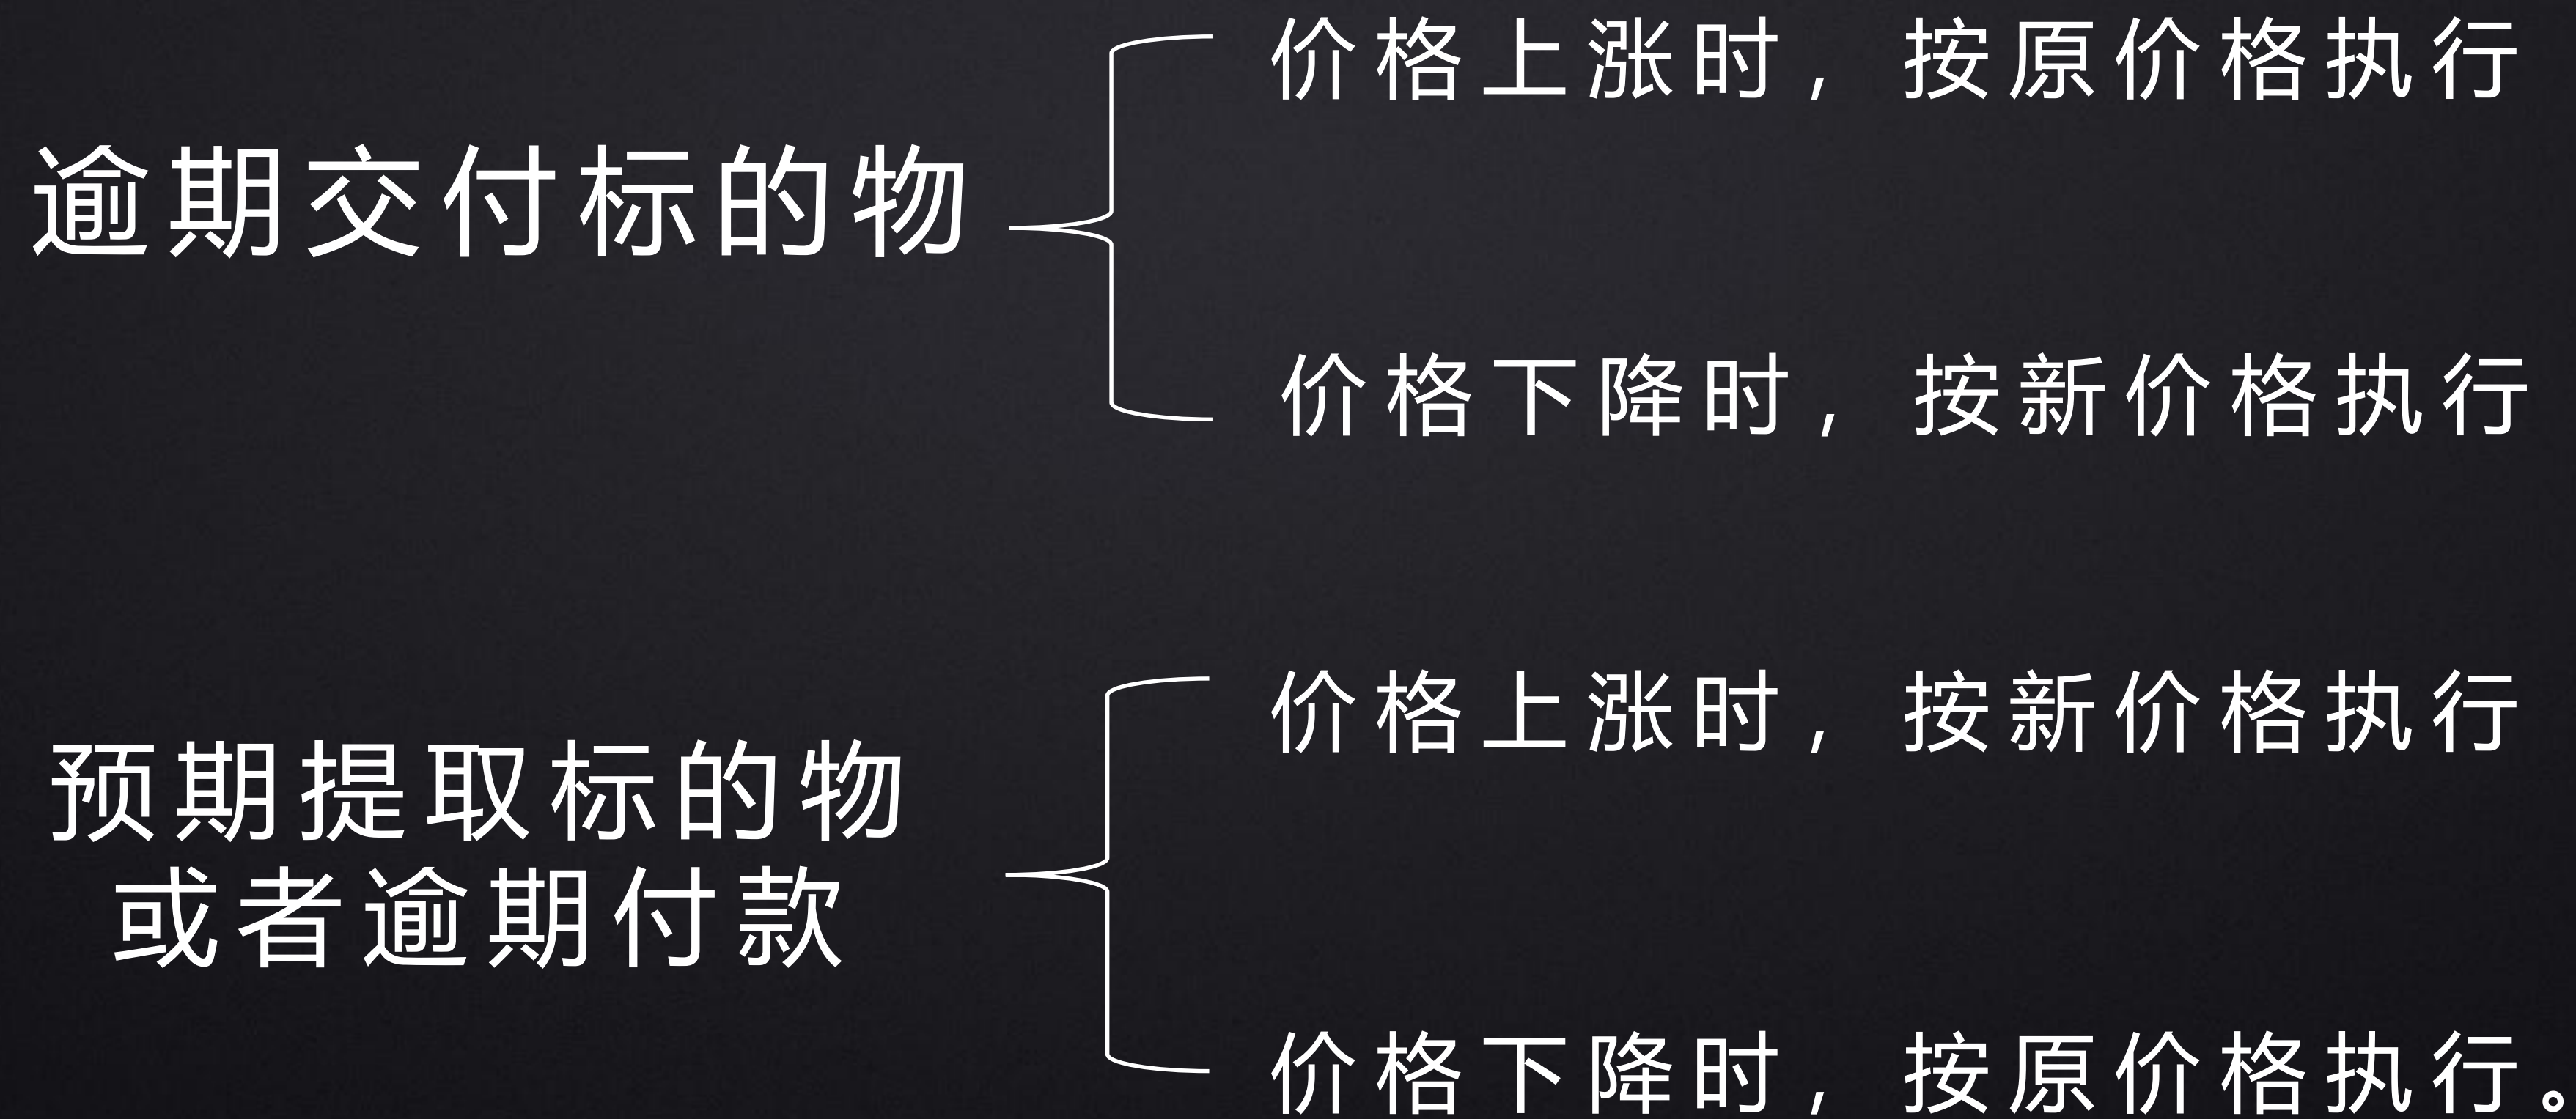 价格上涨时，按原价格执行
逾期交付标的物
价格下降时，按新价格执行
价格上涨时，按新价格执行
预期提取标的物
或者逾期付款
价格下降时，按原价格执行。